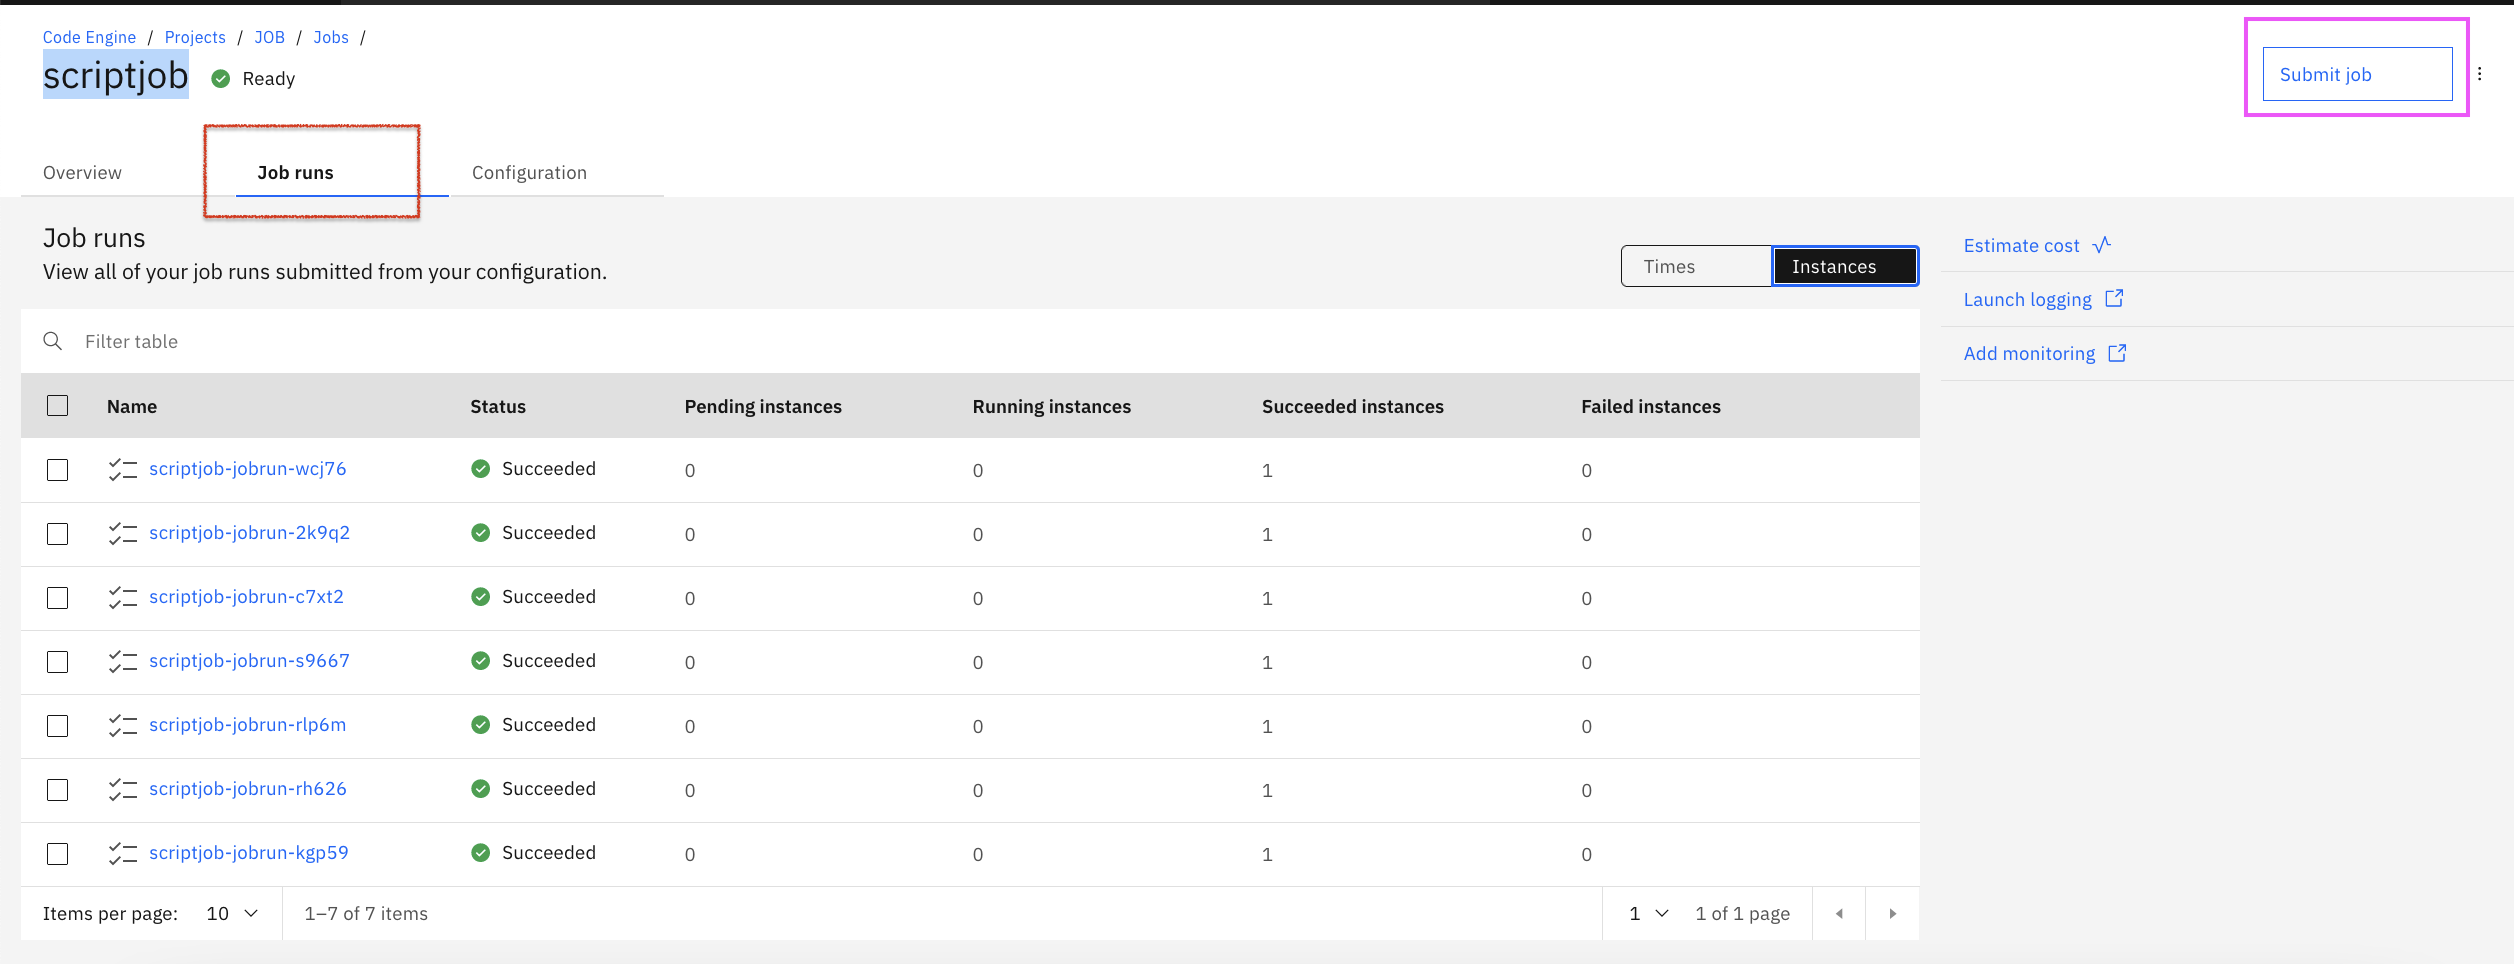 Code Engine / Projects / JOB / Jobs /
scriptjob Ready
Submit job
Overview Job runs Configuration
Job runs
View all of your job runs submitted from your configuration.
Times Instances
Estimate cost
Launch logging
Add monitoring
Filter table
Name Status Pending instances Running instances Succeeded instances Failed instances
scriptjob-jobrun-wcj76 Succeeded 0 0 1 0
scriptjob-jobrun-2k9q2 Succeeded 0 0 1 0
scriptjob-jobrun-c7xt2 Succeeded 0 0 1 0
scriptjob-jobrun-s9667 Succeeded 0 0 1 0
scriptjob-jobrun-rlp6m Succeeded 0 0 1 0
scriptjob-jobrun-rh626 Succeeded 0 0 1 0
scriptjob-jobrun-kgp59 Succeeded 0 0 1 0
Items per page: 10 1–7 of 7 items 1 1 of 1 page